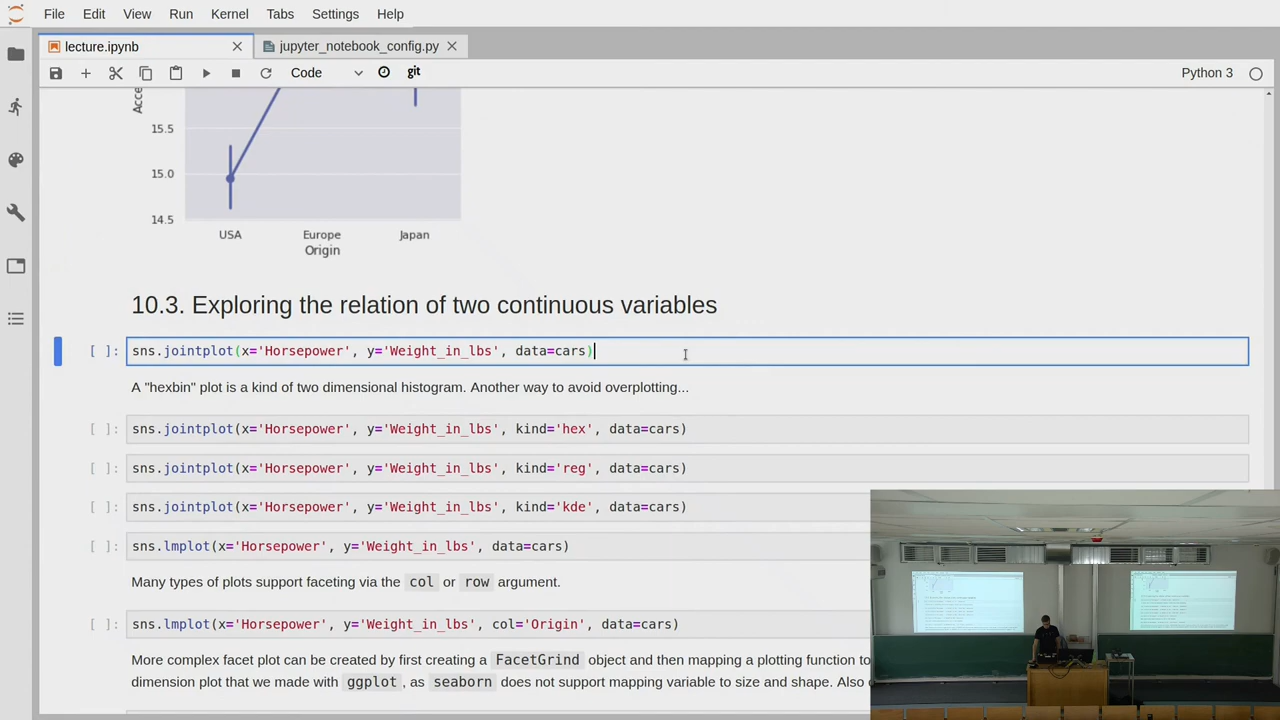 File Edit View Run Kernel Tabs Settings Help
lecture.ipynb jupyter_notebook_config.py
Code git Python 3
Acce
15.5
15.0
14.5
USA Europe Japan
Origin
10.3. Exploring the relation of two continuous variables
[ ]: sns.jointplot(x='Horsepower', y='Weight_in_lbs', data=cars)
A "hexbin" plot is a kind of two dimensional histogram. Another way to avoid overplotting...
[ ]: sns.jointplot(x='Horsepower', y='Weight_in_lbs', kind='hex', data=cars)
[ ]: sns.jointplot(x='Horsepower', y='Weight_in_lbs', kind='reg', data=cars)
[ ]: sns.jointplot(x='Horsepower', y='Weight_in_lbs', kind='kde', data=cars)
[ ]: sns.lmplot(x='Horsepower', y='Weight_in_lbs', data=cars)
Many types of plots support faceting via the col or row argument.
[ ]: sns.lmplot(x='Horsepower', y='Weight_in_lbs', col='Origin', data=cars)
More complex facet plot can be created by first creating a FacetGrind object and then mapping a plotting function to
dimension plot that we made with ggplot, as seaborn does not support mapping variable to size and shape. Also